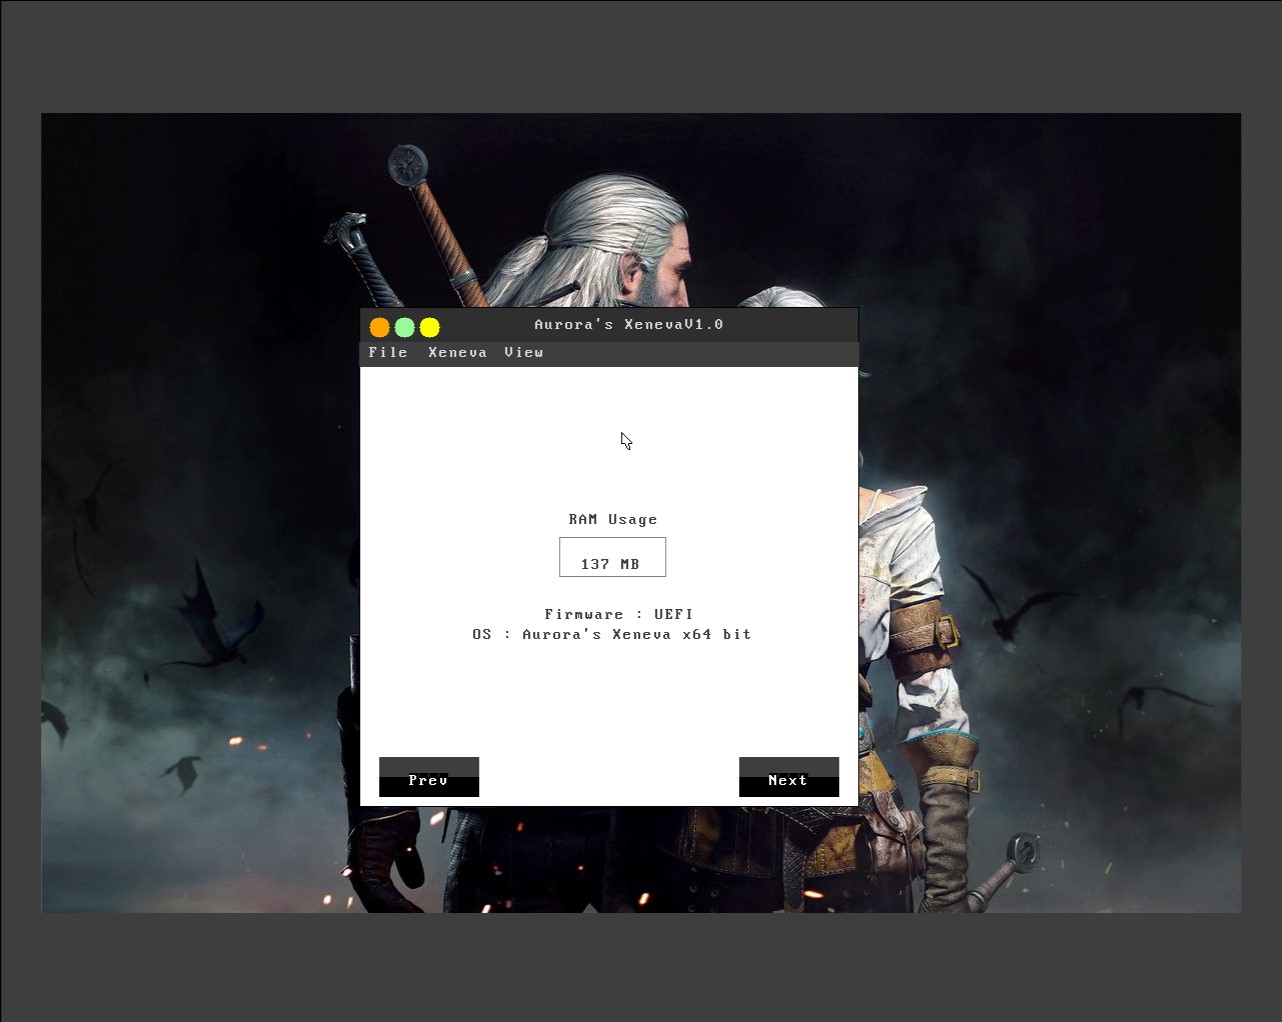 Aurora's XenevaV1.0
File Xeneva View
RAM Usage
137 MB
Firmware : UEFI
OS : Aurora's Xeneva x64 bit
Prev Next